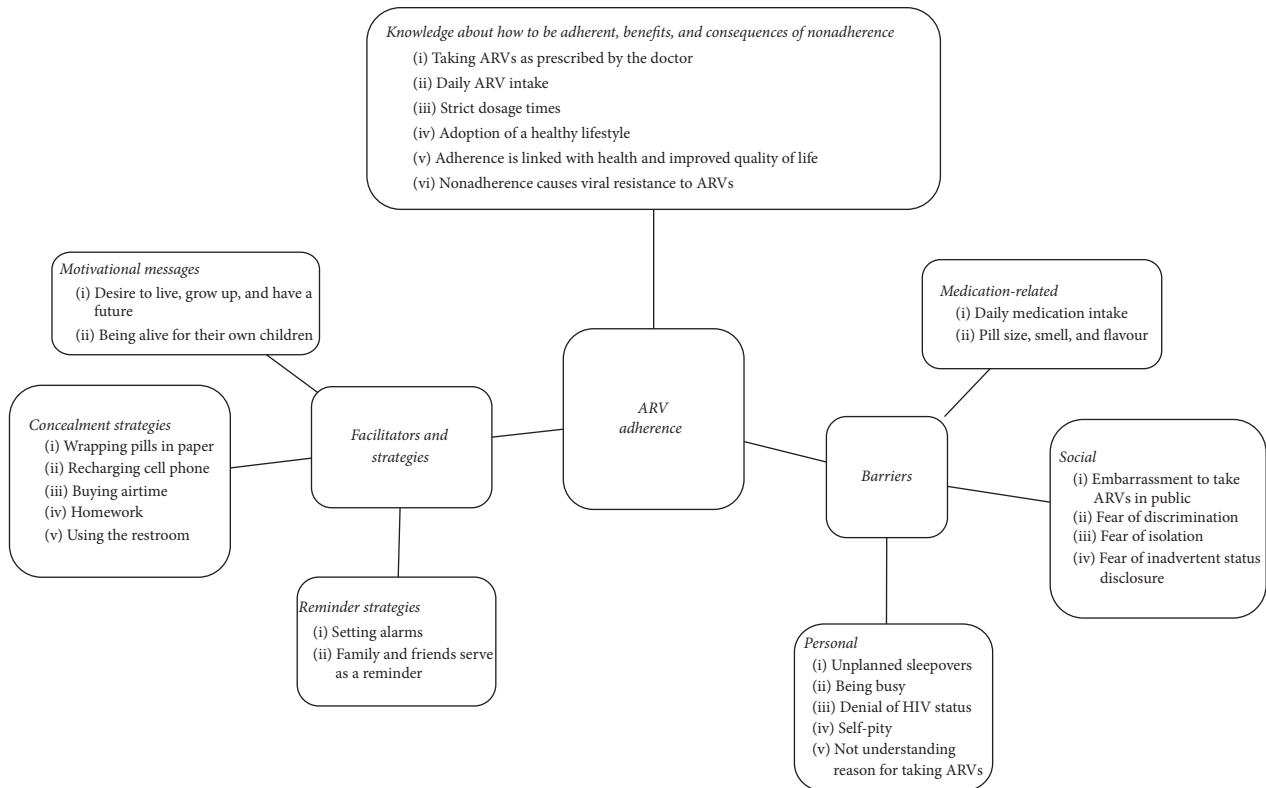 Knowledge about how to be adherent, benefits, and consequences of nonadherence
(i) Taking ARVs as prescribed by the doctor
(ii) Daily ARV intake
(iii) Strict dosage times
(iv) Adoption of a healthy lifestyle
(v) Adherence is linked with health and improved quality of life
(vi) Nonadherence causes viral resistance to ARVs
Motivational messages
(i) Desire to live, grow up, and have a
future
(ii) Being alive for their own children
Medication-related
(i) Daily medication intake
(ii) Pill size, smell, and flavour
Concealment strategies
(i) Wrapping pills in paper
(ii) Recharging cell phone
(iii) Buying airtime
(iv) Homework
(v) Using the restroom
Facilitators and
strategies
ARV
adherence
Barriers
Social
(i) Embarrassment to take
ARVs in public
(ii) Fear of discrimination
(iii) Fear of isolation
(iv) Fear of inadvertent status
disclosure
Reminder strategies
(i) Setting alarms
(ii) Family and friends serve
as a reminder
Personal
(i) Unplanned sleepovers
(ii) Being busy
(iii) Denial of HIV status
(iv) Self-pity
(v) Not understanding
reason for taking ARVs